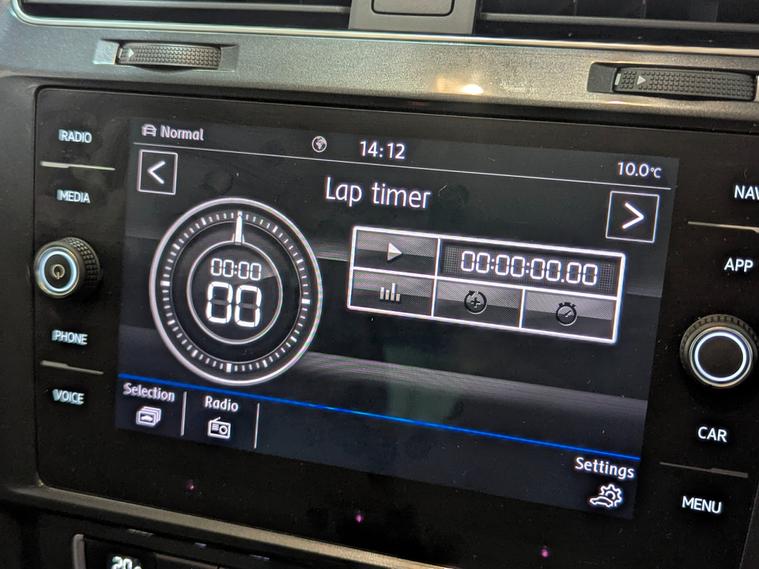 RADIO
MEDIA
PHONE
VOICE
Normal
14:12
10.0°C
Lap timer
00:00
00
00:00:00.00
Selection
Radio
Settings
NAV
APP
CAR
MENU